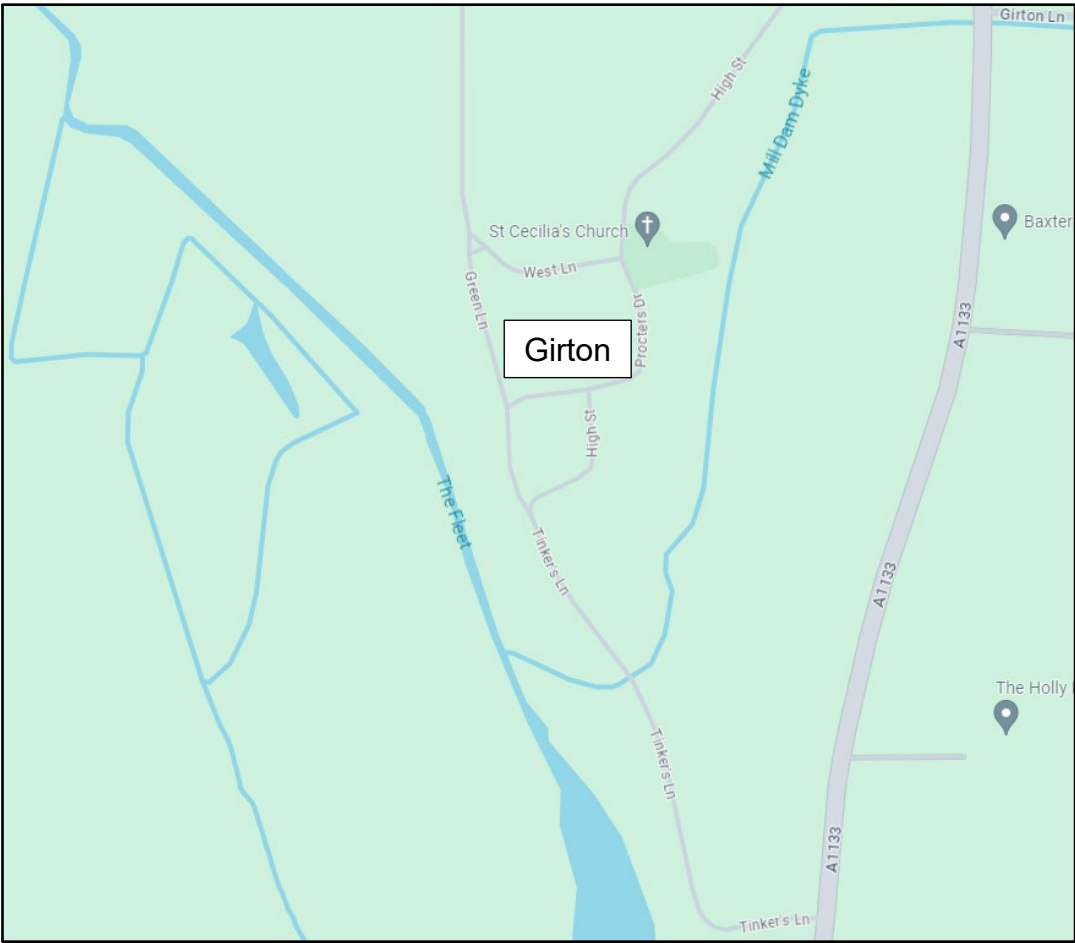 Girton Ln
High St
Mill Dam Dyke
St Cecilia's Church
Baxter
West Ln
Green Ln
Procters Dr
A1133
Girton
High St
The Fleet
Tinker's Ln
A1133
The Holly
Tinker's Ln
A1133
Tinker's Ln